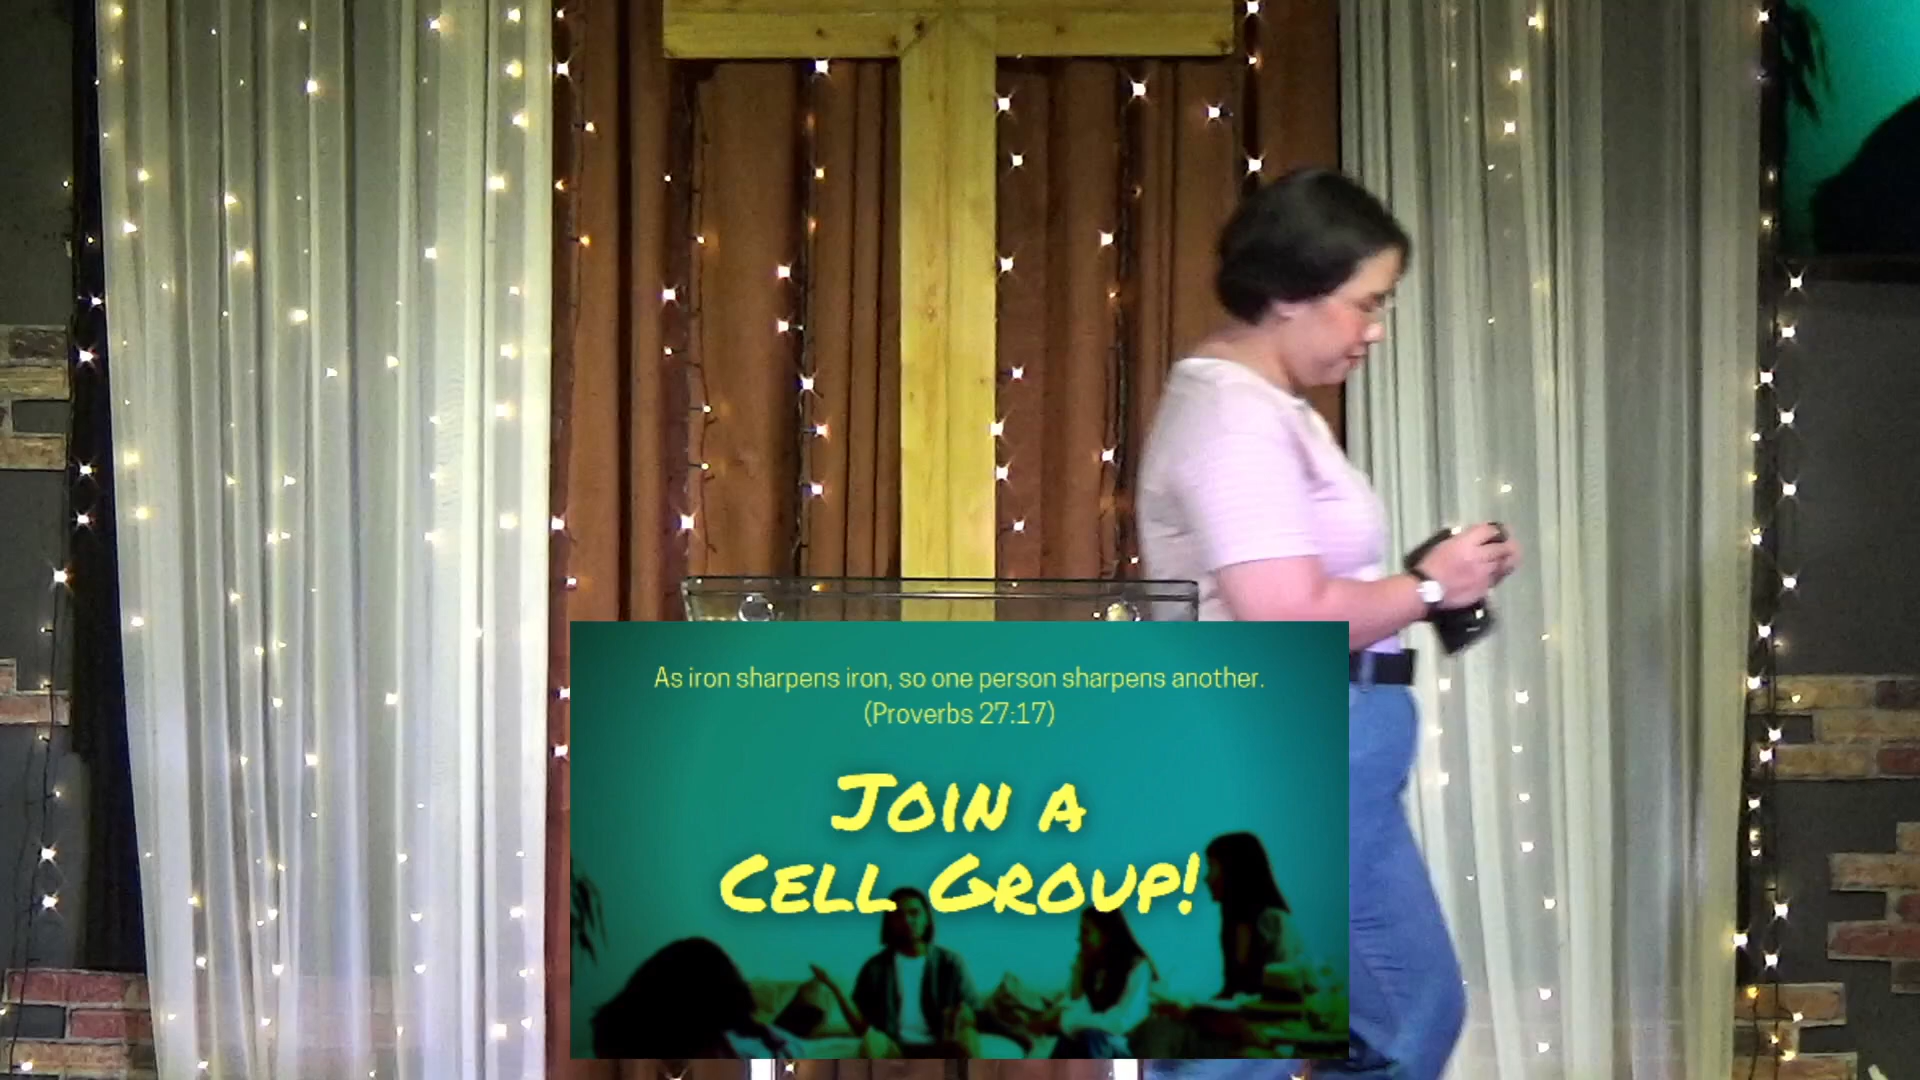 As iron sharpens iron, so one person sharpens another.
(Proverbs 27:17)
JOIN A
CELL GROUP!